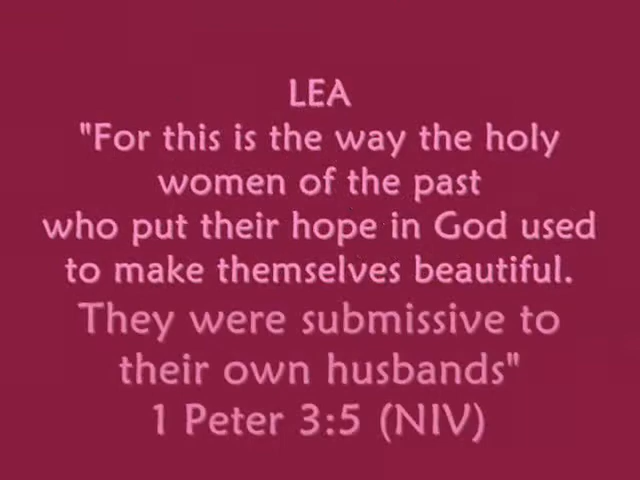 LEA
"For this is the way the holy
women of the past
who put their hope in God used
to make themselves beautiful.
They were submissive to
their own husbands"
1 Peter 3:5 (NIV)